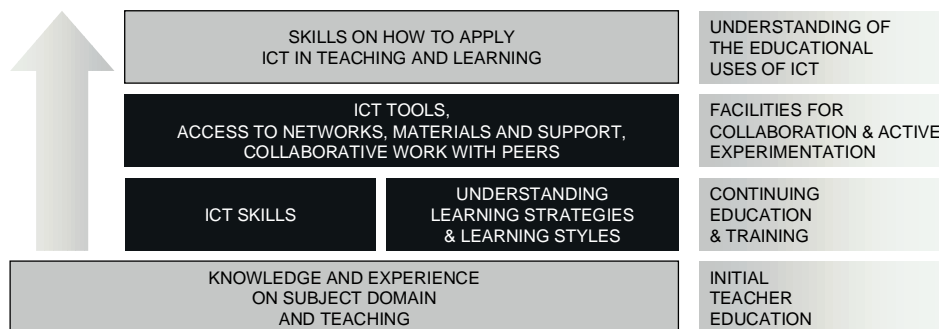 SKILLS ON HOW TO APPLY
ICT IN TEACHING AND LEARNING
UNDERSTANDING OF
THE EDUCATIONAL
USES OF ICT
ICT TOOLS,
ACCESS TO NETWORKS, MATERIALS AND SUPPORT,
COLLABORATIVE WORK WITH PEERS
FACILITIES FOR
COLLABORATION & ACTIVE
EXPERIMENTATION
ICT SKILLS
UNDERSTANDING
LEARNING STRATEGIES
& LEARNING STYLES
CONTINUING
EDUCATION
& TRAINING
KNOWLEDGE AND EXPERIENCE
ON SUBJECT DOMAIN
AND TEACHING
INITIAL
TEACHER
EDUCATION